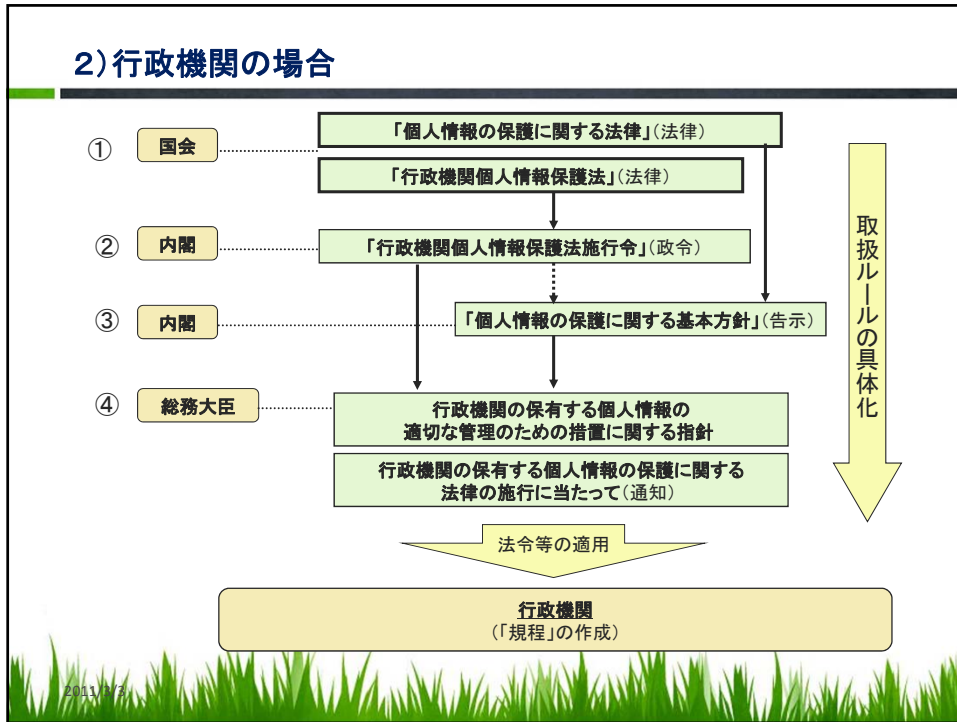 2)行政機関の場合
① 国会 「個人情報の保護に関する法律」(法律)
「行政機関個人情報保護法」(法律)
② 内閣 「行政機関個人情報保護法施行令」(政令)
③ 内閣 「個人情報の保護に関する基本方針」(告示)
④ 総務大臣 行政機関の保有する個人情報の
適切な管理のための措置に関する指針
行政機関の保有する個人情報の保護に関する
法律の施行に当たって(通知)
取扱ルールの具体化
法令等の適用
行政機関
(「規程」の作成)
2011/3/3